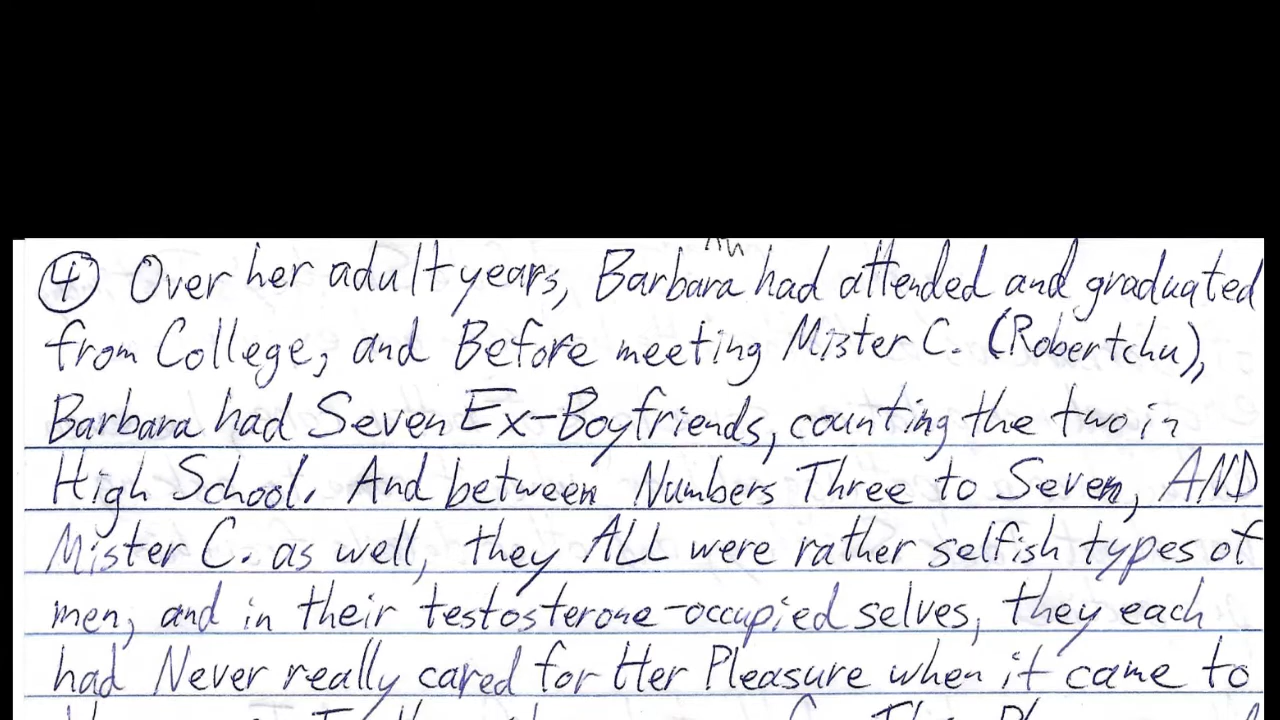 ④ Over her adult years, Barbara had attended and graduated
from College, and Before meeting Mister C. (Robertchu),
Barbara had Seven Ex-Boyfriends, counting the two in
High School. And between Numbers Three to Seven, AND
Mister C. as well, they ALL were rather selfish types of
men, and in their testosterone-occupied selves, they each
had Never really cared for Her Pleasure when it came to